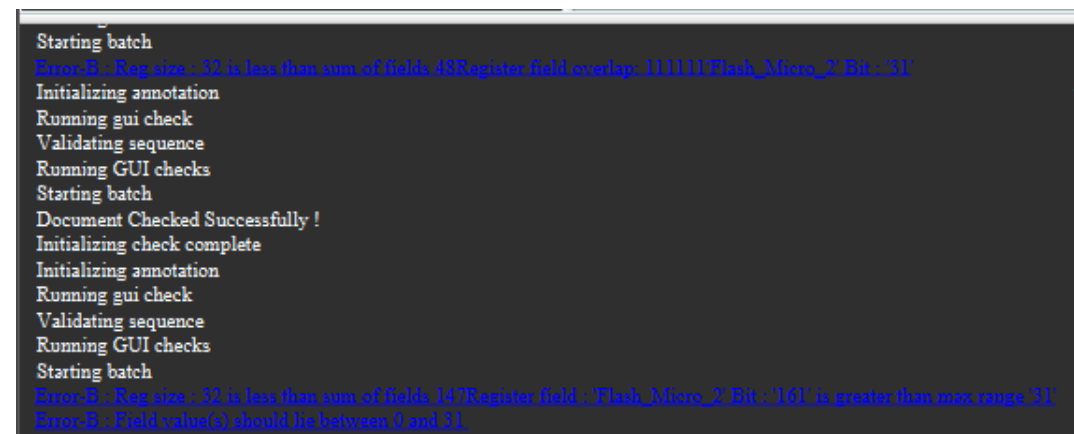 Starting batch
Error-B : Reg size : 32 is less than sum of fields 48Register field overlap: 111111'Flash_Micro_2' Bit : '31'
Initializing annotation
Running gui check
Validating sequence
Running GUI checks
Starting batch
Document Checked Successfully !
Initializing check complete
Initializing annotation
Running gui check
Validating sequence
Running GUI checks
Starting batch
Error-B : Reg size : 32 is less than sum of fields 147Register field : 'Flash_Micro_2' Bit : '161' is greater than max range '31'
Error-B : Field value(s) should lie between 0 and 31